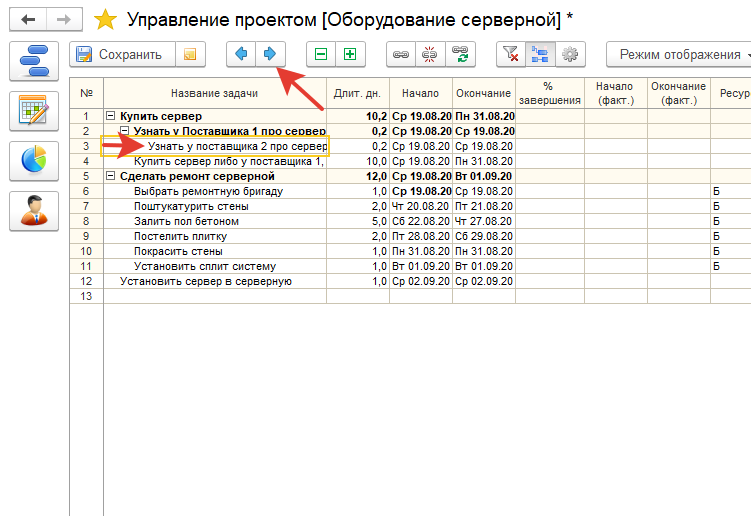 Управление проектом [Оборудование серверной] *
Сохранить Режим отображения
№ Название задачи Длит. дн. Начало Окончание % завершения Начало (факт.) Окончание (факт.) Ресур
1 Купить сервер 10,2 Ср 19.08.20 Пн 31.08.20
2 Узнать у Поставщика 1 про сервер 0,2 Ср 19.08.20 Ср 19.08.20
3 Узнать у поставщика 2 про сервер 0,2 Ср 19.08.20 Ср 19.08.20
4 Купить сервер либо у поставщика 1, 10,0 Ср 19.08.20 Пн 31.08.20
5 Сделать ремонт серверной 12,0 Ср 19.08.20 Вт 01.09.20
6 Выбрать ремонтную бригаду 1,0 Ср 19.08.20 Ср 19.08.20 Б
7 Поштукатурить стены 2,0 Чт 20.08.20 Пт 21.08.20 Б
8 Залить пол бетоном 5,0 Сб 22.08.20 Чт 27.08.20 Б
9 Постелить плитку 2,0 Пт 28.08.20 Сб 29.08.20 Б
10 Покрасить стены 1,0 Пн 31.08.20 Пн 31.08.20 Б
11 Установить сплит систему 1,0 Вт 01.09.20 Вт 01.09.20 Б
12 Установить сервер в серверную 1,0 Ср 02.09.20 Ср 02.09.20
13